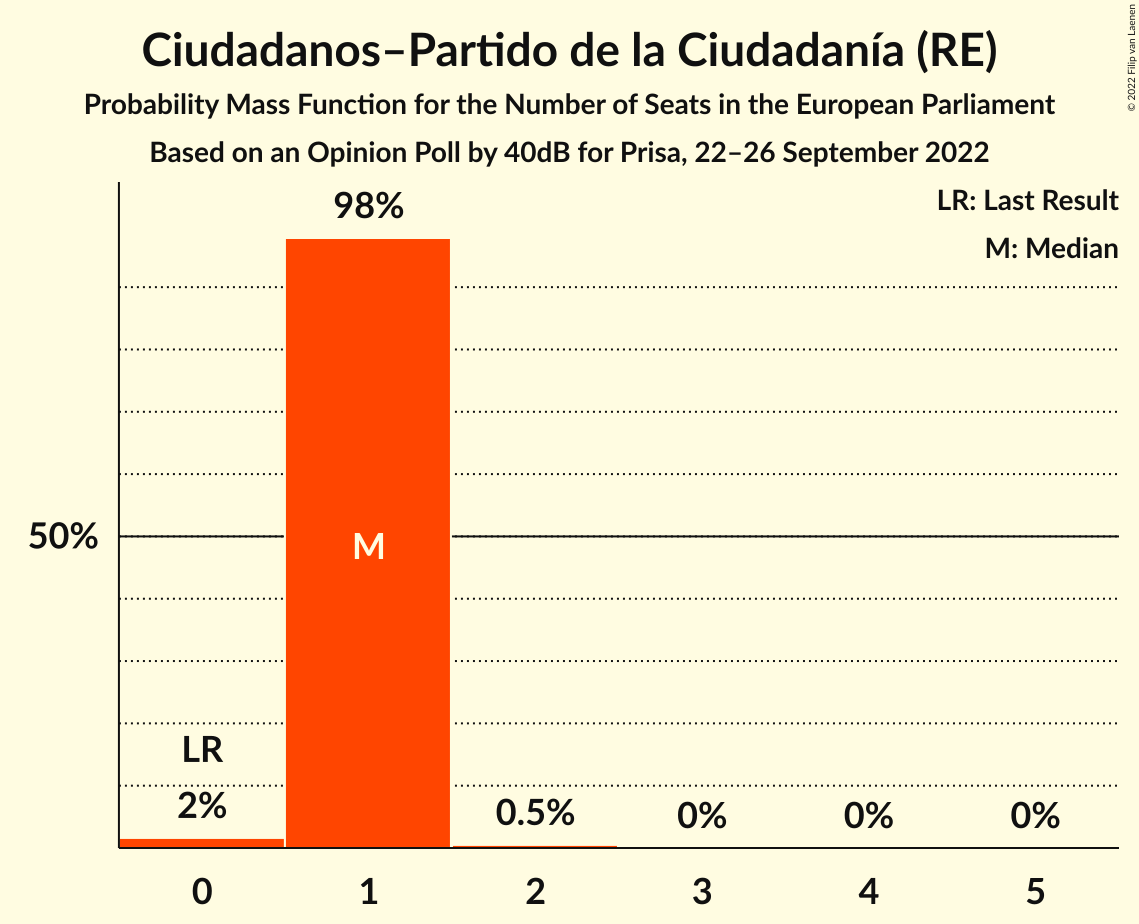 Ciudadanos–Partido de la Ciudadanía (RE)
Probability Mass Function for the Number of Seats in the European Parliament
Based on an Opinion Poll by 40dB for Prisa, 22–26 September 2022
© 2022 Filip van Laenen
LR: Last Result
M: Median
98%
50%
M
LR
2%
0.5%
0%
0%
0%
0
1
2
3
4
5